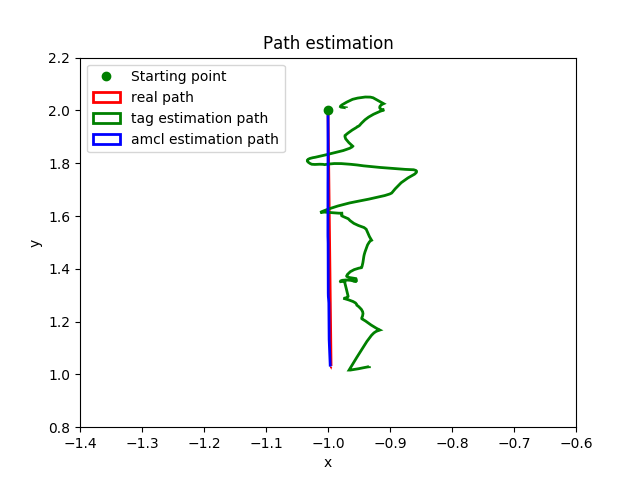 Path estimation
Starting point
real path
tag estimation path
amcl estimation path
2.2
2.0
1.8
1.6
1.4
1.2
1.0
0.8
y
−1.4 −1.3 −1.2 −1.1 −1.0 −0.9 −0.8 −0.7 −0.6
x